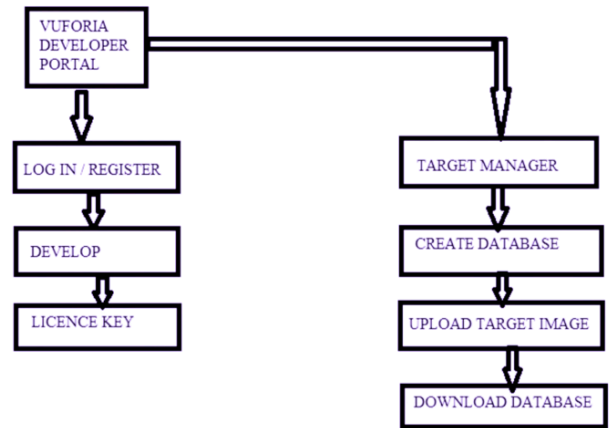 VUFORIA
DEVELOPER
PORTAL
LOG IN / REGISTER
DEVELOP
LICENCE KEY
TARGET MANAGER
CREATE DATABASE
UPLOAD TARGET IMAGE
DOWNLOAD DATABASE